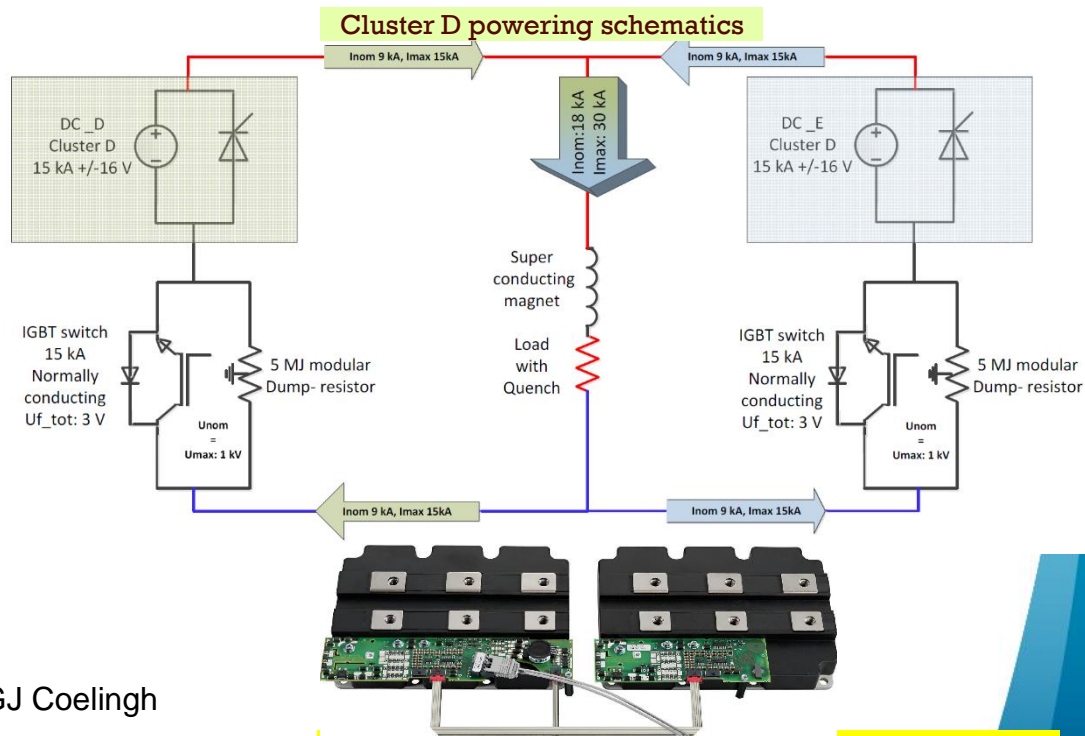 Cluster D powering schematics
Inom 9 kA, Imax 15kA
Inom 9 kA, Imax 15kA
DC _D
Cluster D
15 kA +/-16 V
Inom:18 kA
Imax: 30 kA
DC _E
Cluster D
15 kA +/-16 V
Super
conducting
magnet
Load
with
Quench
IGBT switch
15 kA
Normally
conducting
Uf_tot: 3 V
5 MJ modular
Dump- resistor
Unom
=
Umax: 1 kV
IGBT switch
15 kA
Normally
conducting
Uf_tot: 3 V
5 MJ modular
Dump- resistor
Unom
=
Umax: 1 kV
Inom 9 kA, Imax 15kA
Inom 9 kA, Imax 15kA
GJ Coelingh